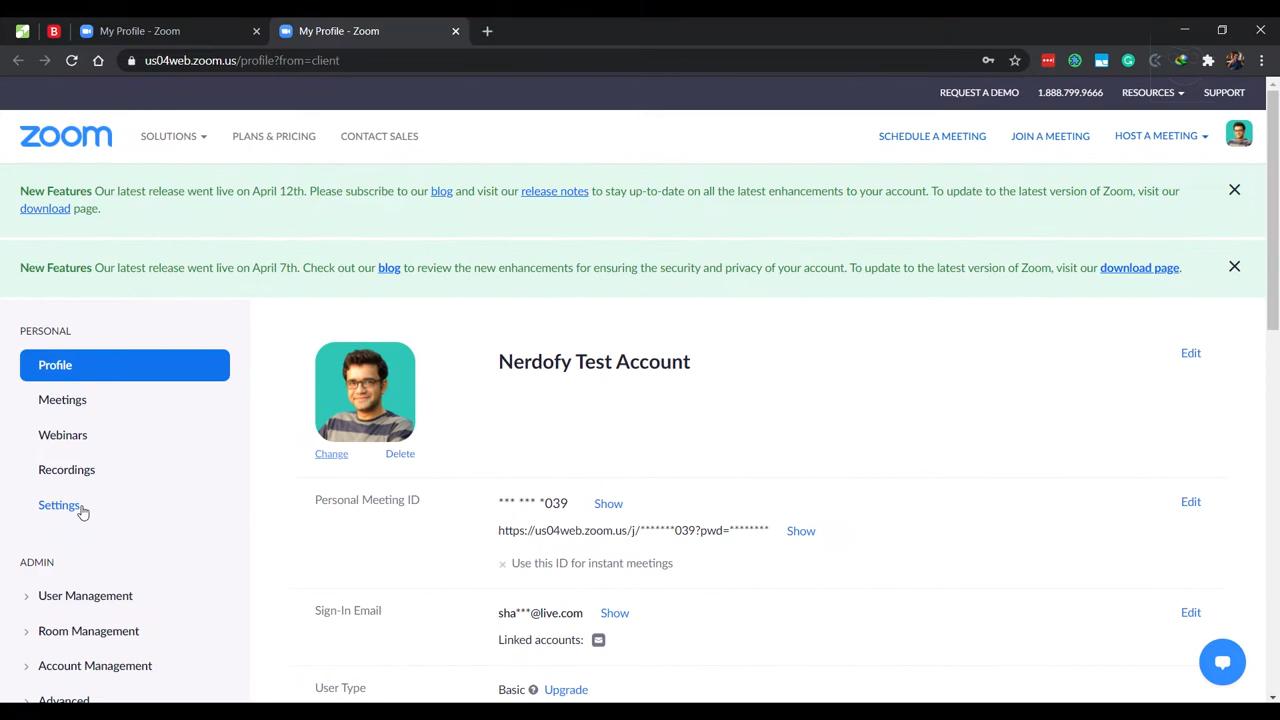 My Profile - Zoom
My Profile - Zoom
us04web.zoom.us/profile?from=client
REQUEST A DEMO 1.888.799.9666 RESOURCES SUPPORT
zoom SOLUTIONS PLANS & PRICING CONTACT SALES SCHEDULE A MEETING JOIN A MEETING HOST A MEETING
New Features Our latest release went live on April 12th. Please subscribe to our blog and visit our release notes to stay up-to-date on all the latest enhancements to your account. To update to the latest version of Zoom, visit our
download page.
New Features Our latest release went live on April 7th. Check out our blog to review the new enhancements for ensuring the security and privacy of your account. To update to the latest version of Zoom, visit our download page.
PERSONAL
Profile
Meetings
Webinars
Recordings
Settings
ADMIN
User Management
Room Management
Account Management
Advanced
Nerdofy Test Account
Edit
Change Delete
Personal Meeting ID *** *** *039 Show Edit
https://us04web.zoom.us/j/*******039?pwd=******** Show
× Use this ID for instant meetings
Sign-In Email sha***@live.com Show Edit
Linked accounts:
User Type Basic Upgrade